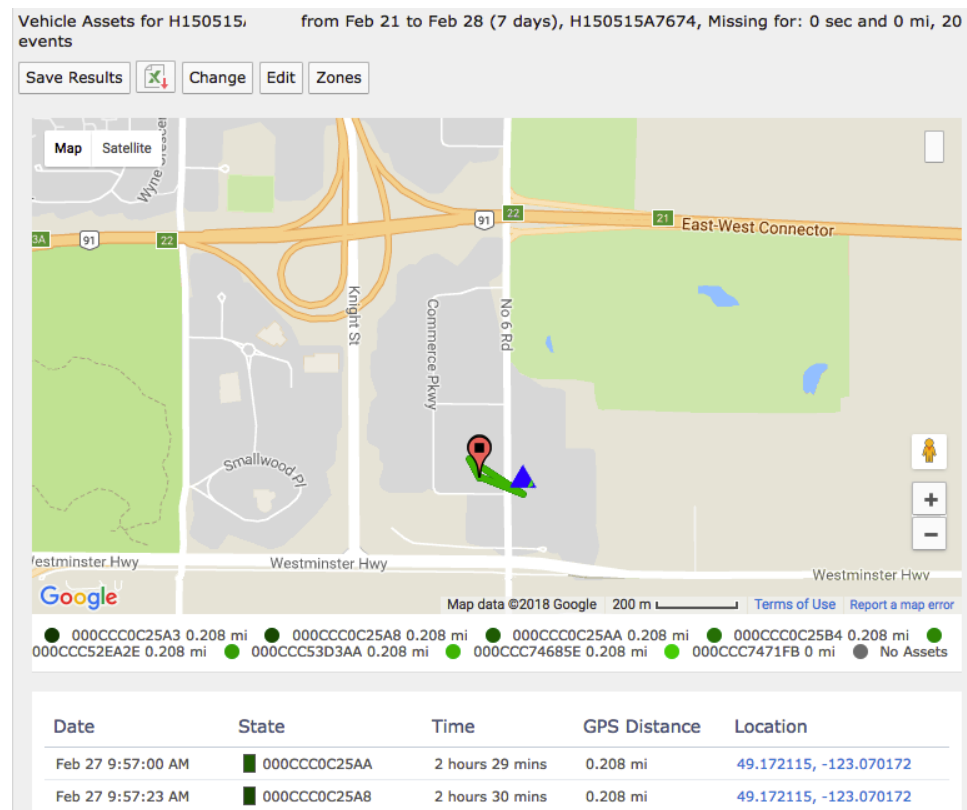 Vehicle Assets for H150515 from Feb 21 to Feb 28 (7 days), H150515A7674, Missing for: 0 sec and 0 mi, 20
events
Save Results Change Edit Zones
Map Satellite
Wyne Crescen
91
22
21
East-West Connector
3A
91
22
Knight St
Commerce Pkwy
No 6 Rd
Smallwood Pl
Westminster Hwy
Westminster Hwy
Westminster Hwy
Google
Map data ©2018 Google 200 m Terms of Use Report a map error
000CCC0C25A3 0.208 mi 000CCC0C25A8 0.208 mi 000CCC0C25AA 0.208 mi 000CCC0C25B4 0.208 mi
000CCC52EA2E 0.208 mi 000CCC53D3AA 0.208 mi 000CCC74685E 0.208 mi 000CCC7471FB 0 mi No Assets
Date State Time GPS Distance Location
Feb 27 9:57:00 AM 000CCC0C25AA 2 hours 29 mins 0.208 mi 49.172115, -123.070172
Feb 27 9:57:23 AM 000CCC0C25A8 2 hours 30 mins 0.208 mi 49.172115, -123.070172